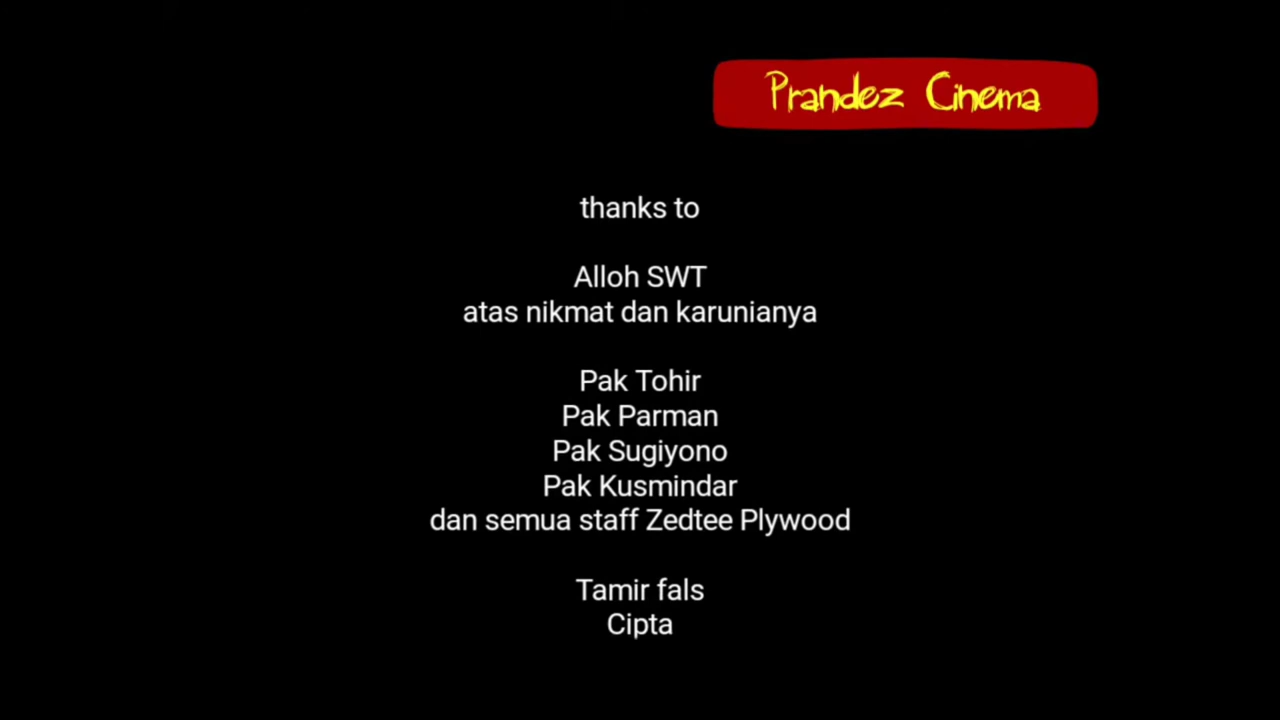 Prandez Cinema
thanks to
Alloh SWT
atas nikmat dan karunianya
Pak Tohir
Pak Parman
Pak Sugiyono
Pak Kusmindar
dan semua staff Zedtee Plywood
Tamir fals
Cipta